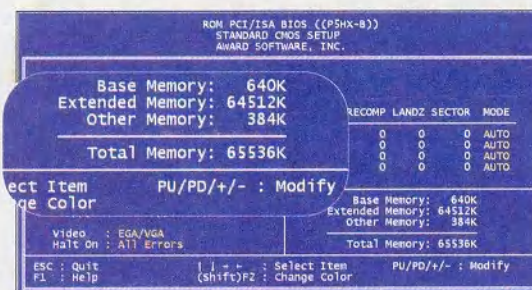 ROM PCI/ISA BIOS ((P5HX-B))
STANDARD CMOS SETUP
AWARD SOFTWARE, INC.
Base Memory: 640K
Extended Memory: 64512K
Other Memory: 384K
Total Memory: 65536K
ect Item PU/PD/+/- : Modify
ge Color
RECOMP LANDZ SECTOR MODE
0 0 0 AUTO
0 0 0 AUTO
0 0 0 AUTO
0 0 0 AUTO
Video : EGA/VGA
Halt On : All Errors
Base Memory: 640K
Extended Memory: 64512K
Other Memory: 384K
Total Memory: 65536K
ESC : Quit : Select Item PU/PD/+/- : Modify
F1 : Help (Shift)F2 : Change Color